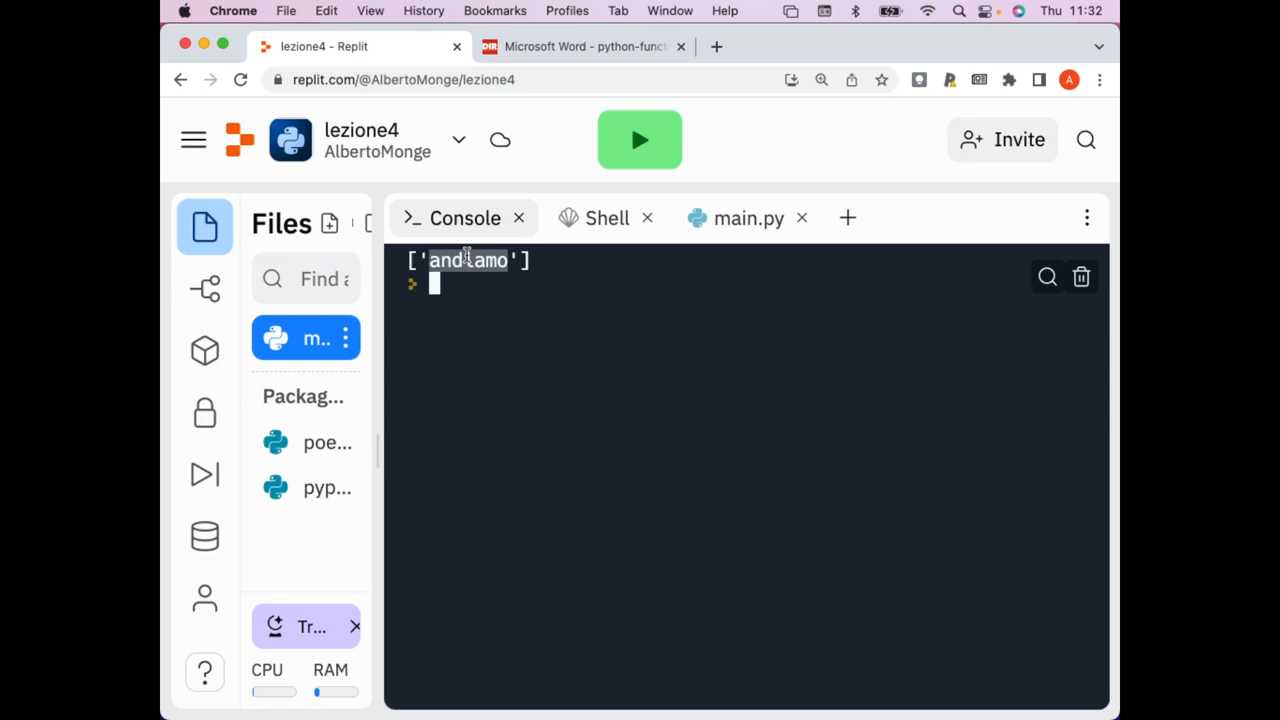 Chrome File Edit View History Bookmarks Profiles Tab Window Help Thu 11:32
lezione4 - Replit
DIR Microsoft Word - python-funct
replit.com/@AlbertoMonge/lezione4
A
lezione4
AlbertoMonge
Invite
Files
Console
Shell
main.py
Find a
['andiamo']
m..
Packag...
poe...
pyp...
Tr...
CPU RAM